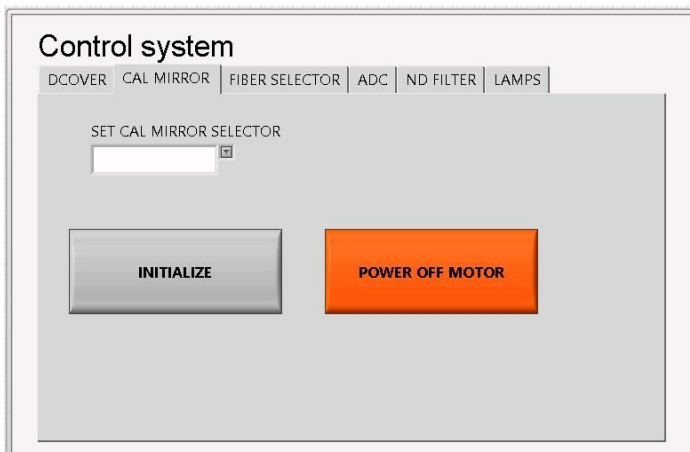 Control system
DCOVER CAL MIRROR FIBER SELECTOR ADC ND FILTER LAMPS
SET CAL MIRROR SELECTOR
INITIALIZE POWER OFF MOTOR